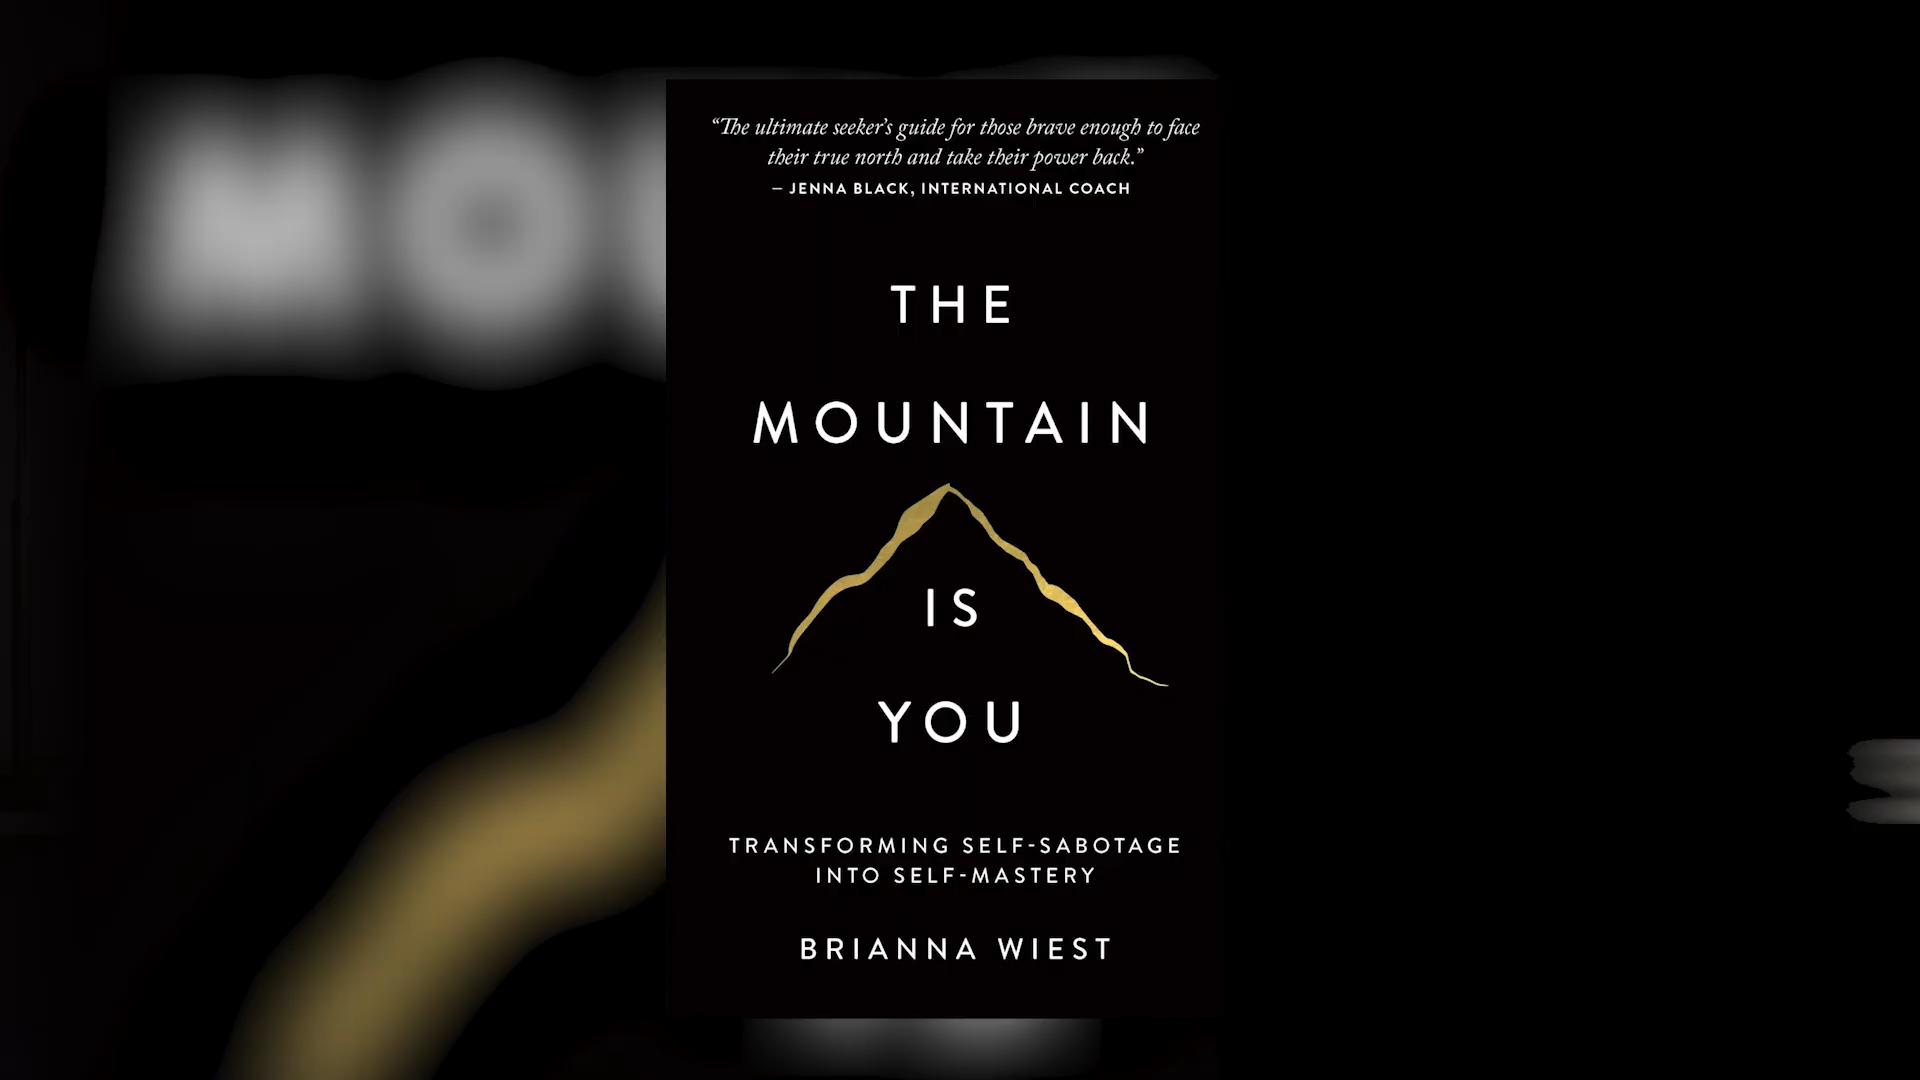 “The ultimate seeker’s guide for those brave enough to face
their true north and take their power back.”
– JENNA BLACK, INTERNATIONAL COACH
THE
MOUNTAIN
IS
YOU
TRANSFORMING SELF-SABOTAGE
INTO SELF-MASTERY
BRIANNA WIEST